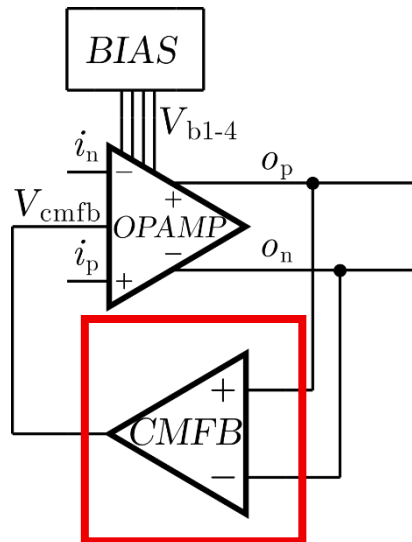 BIAS
V_b1-4
i_n
o_p
−
+
V_cmfb
OPAMP
i_p
−
o_n
+
+
CMFB
−